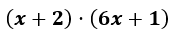 (x + 2) · (6x + 1)